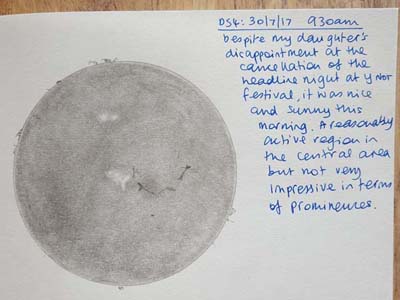 DS4: 30/7/17 930am
Despite my daughter's
disappointment at the
cancellation of the
headline night at Y NOT
festival, it was nice
and sunny this
morning. A reasonably
active region in
the central area
but not very
impressive in terms
of prominences.